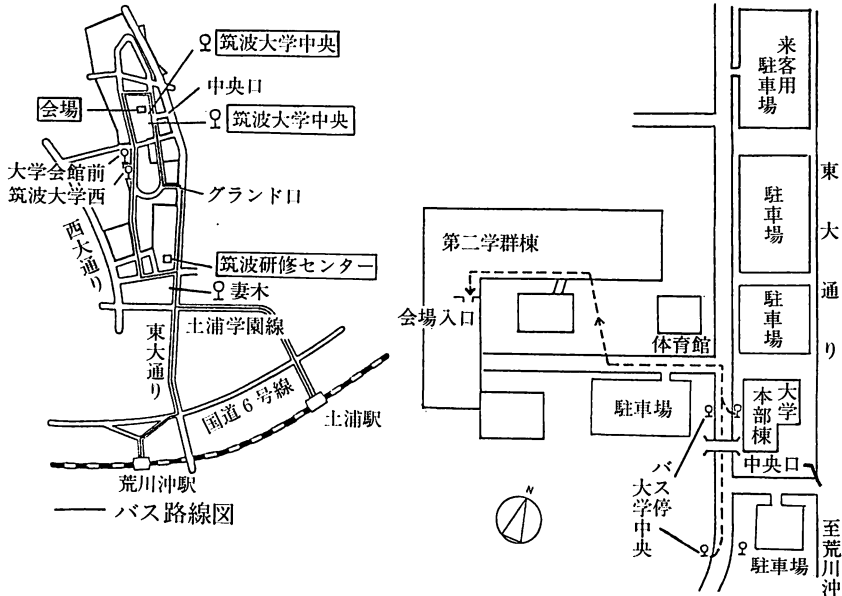 筑波大学中央
中央口
会場
筑波大学中央
大学会館前
筑波大学西
グランド口
西大通り
筑波研修センター
妻木
土浦学園線
東大通り
国道6号線
土浦駅
荒川沖駅
バス路線図
来客用
駐車場
東大通り
駐車場
第二学群棟
駐車場
会場入口
体育館
大学
本部棟
駐車場
中央口
バス停
大学中央
N
駐車場
至荒川沖